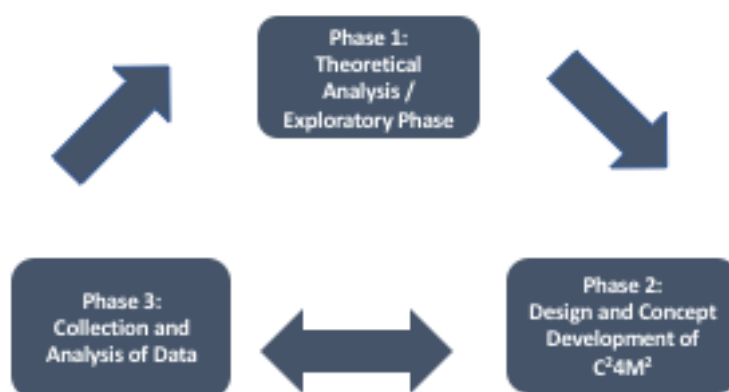 Phase 1:
Theoretical
Analysis /
Exploratory Phase
Phase 3:
Collection and
Analysis of Data
Phase 2:
Design and Concept
Development of
C²4M²